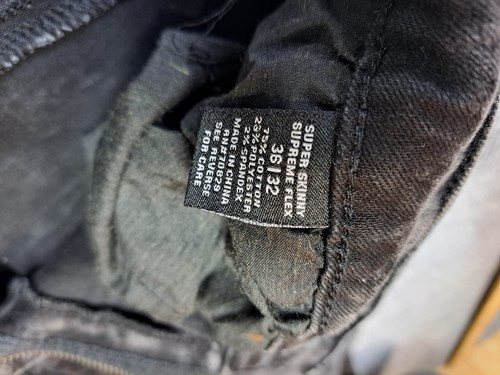 SUPER SKINNY
SUPREME FLEX
36/32
75% COTTON
23% POLYESTER
2% SPANDEX
MADE IN CHINA
RN#70829
SEE REVERSE
FOR CARE